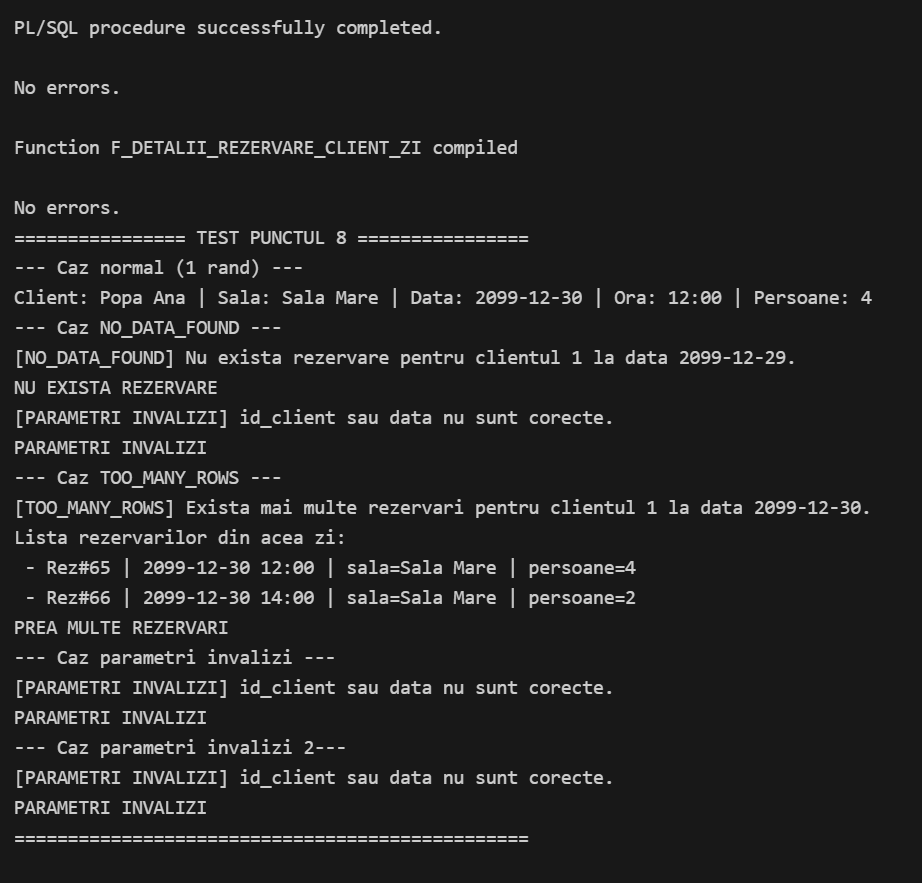 PL/SQL procedure successfully completed.
No errors.
Function F_DETALII_REZERVARE_CLIENT_ZI compiled
No errors.
================ TEST PUNCTUL 8 ================
--- Caz normal (1 rand) ---
Client: Popa Ana | Sala: Sala Mare | Data: 2099-12-30 | Ora: 12:00 | Persoane: 4
--- Caz NO_DATA_FOUND ---
[NO_DATA_FOUND] Nu exista rezervare pentru clientul 1 la data 2099-12-29.
NU EXISTA REZERVARE
[PARAMETRI INVALIZI] id_client sau data nu sunt corecte.
PARAMETRI INVALIZI
--- Caz TOO_MANY_ROWS ---
[TOO_MANY_ROWS] Exista mai multe rezervari pentru clientul 1 la data 2099-12-30.
Lista rezervarilor din acea zi:
 - Rez#65 | 2099-12-30 12:00 | sala=Sala Mare | persoane=4
 - Rez#66 | 2099-12-30 14:00 | sala=Sala Mare | persoane=2
PREA MULTE REZERVARI
--- Caz parametri invalizi ---
[PARAMETRI INVALIZI] id_client sau data nu sunt corecte.
PARAMETRI INVALIZI
--- Caz parametri invalizi 2---
[PARAMETRI INVALIZI] id_client sau data nu sunt corecte.
PARAMETRI INVALIZI
================================================